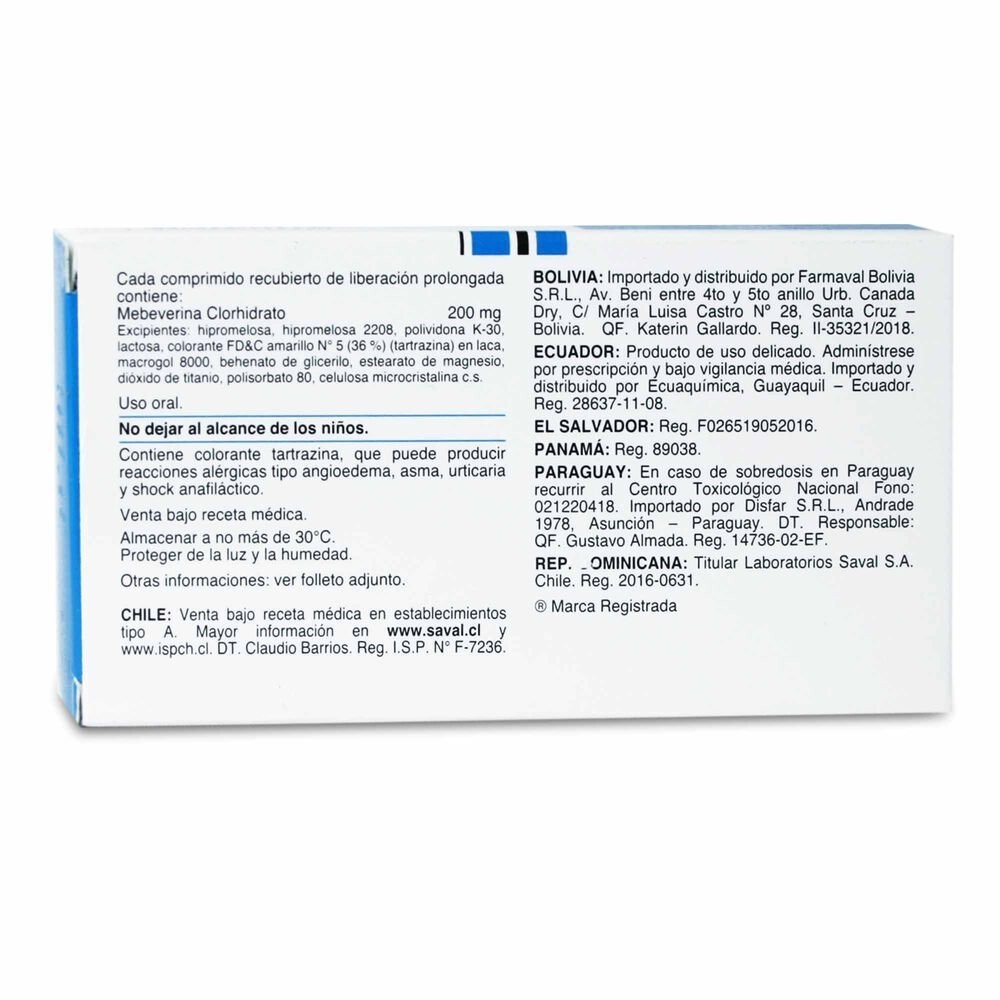 Cada comprimido recubierto de liberación prolongada
contiene:
Mebeverina Clorhidrato 200 mg
Excipientes: hipromelosa, hipromelosa 2208, polividona K-30,
lactosa, colorante FD&C amarillo N° 5 (36 %) (tartrazina) en laca,
macrogol 8000, behenato de glicerilo, estearato de magnesio,
dióxido de titanio, polisorbato 80, celulosa microcristalina c.s.
Uso oral.
No dejar al alcance de los niños.
Contiene colorante tartrazina, que puede producir
reacciones alérgicas tipo angioedema, asma, urticaria
y shock anafiláctico.
Venta bajo receta médica.
Almacenar a no más de 30°C.
Proteger de la luz y la humedad.
Otras informaciones: ver folleto adjunto.
CHILE: Venta bajo receta médica en establecimientos
tipo A. Mayor información en www.saval.cl y
www.ispch.cl. DT. Claudio Barrios. Reg. I.S.P. N° F-7236.
BOLIVIA: Importado y distribuido por Farmaval Bolivia
S.R.L., Av. Beni entre 4to y 5to anillo Urb. Canada
Dry, C/ María Luisa Castro Nº 28, Santa Cruz –
Bolivia. QF. Katerin Gallardo. Reg. II-35321/2018.
ECUADOR: Producto de uso delicado. Adminístrese
por prescripción y bajo vigilancia médica. Importado y
distribuido por Ecuaquímica, Guayaquil – Ecuador.
Reg. 28637-11-08.
EL SALVADOR: Reg. F026519052016.
PANAMÁ: Reg. 89038.
PARAGUAY: En caso de sobredosis en Paraguay
recurrir al Centro Toxicológico Nacional Fono:
021220418. Importado por Disfar S.R.L., Andrade
1978, Asunción – Paraguay. DT. Responsable:
QF. Gustavo Almada. Reg. 14736-02-EF.
REP. OMINICANA: Titular Laboratorios Saval S.A.
Chile. Reg. 2016-0631.
® Marca Registrada